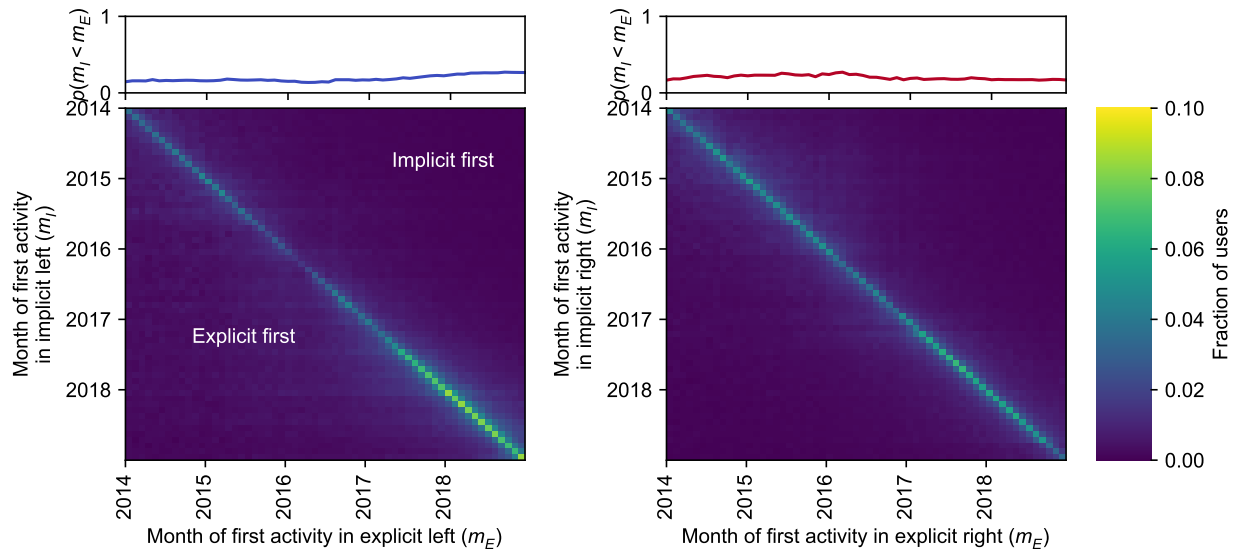 p(m_I < m_E)
1
0
2014
2015
2016
2017
2018
Month of first activity
in implicit left (m_I)
Implicit first
Explicit first
2014
2015
2016
2017
2018
Month of first activity in explicit left (m_E)
p(m_I < m_E)
1
0
2014
2015
2016
2017
2018
Month of first activity
in implicit right (m_I)
2014
2015
2016
2017
2018
Month of first activity in explicit right (m_E)
0.10
0.08
0.06
0.04
0.02
0.00
Fraction of users